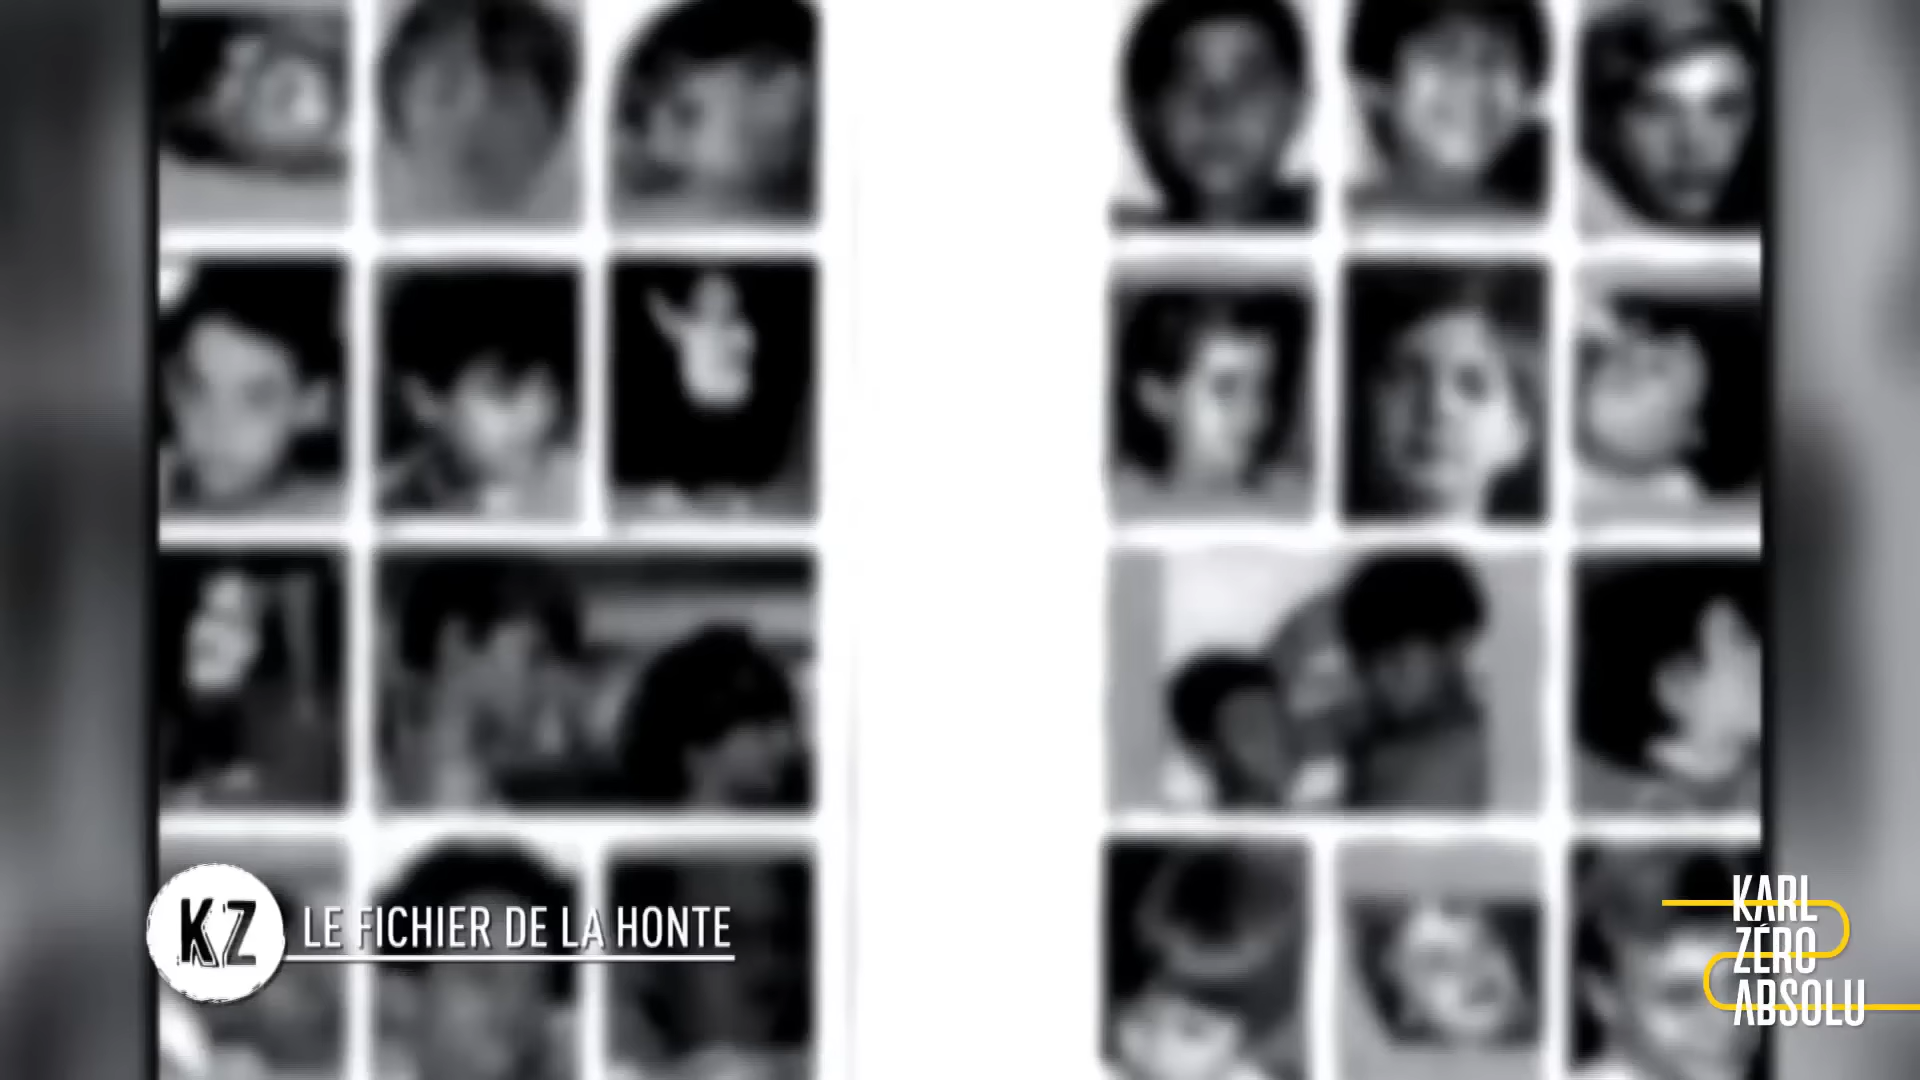 KZ
LE FICHIER DE LA HONTE
KARL
ZÉRO
ABSOLU